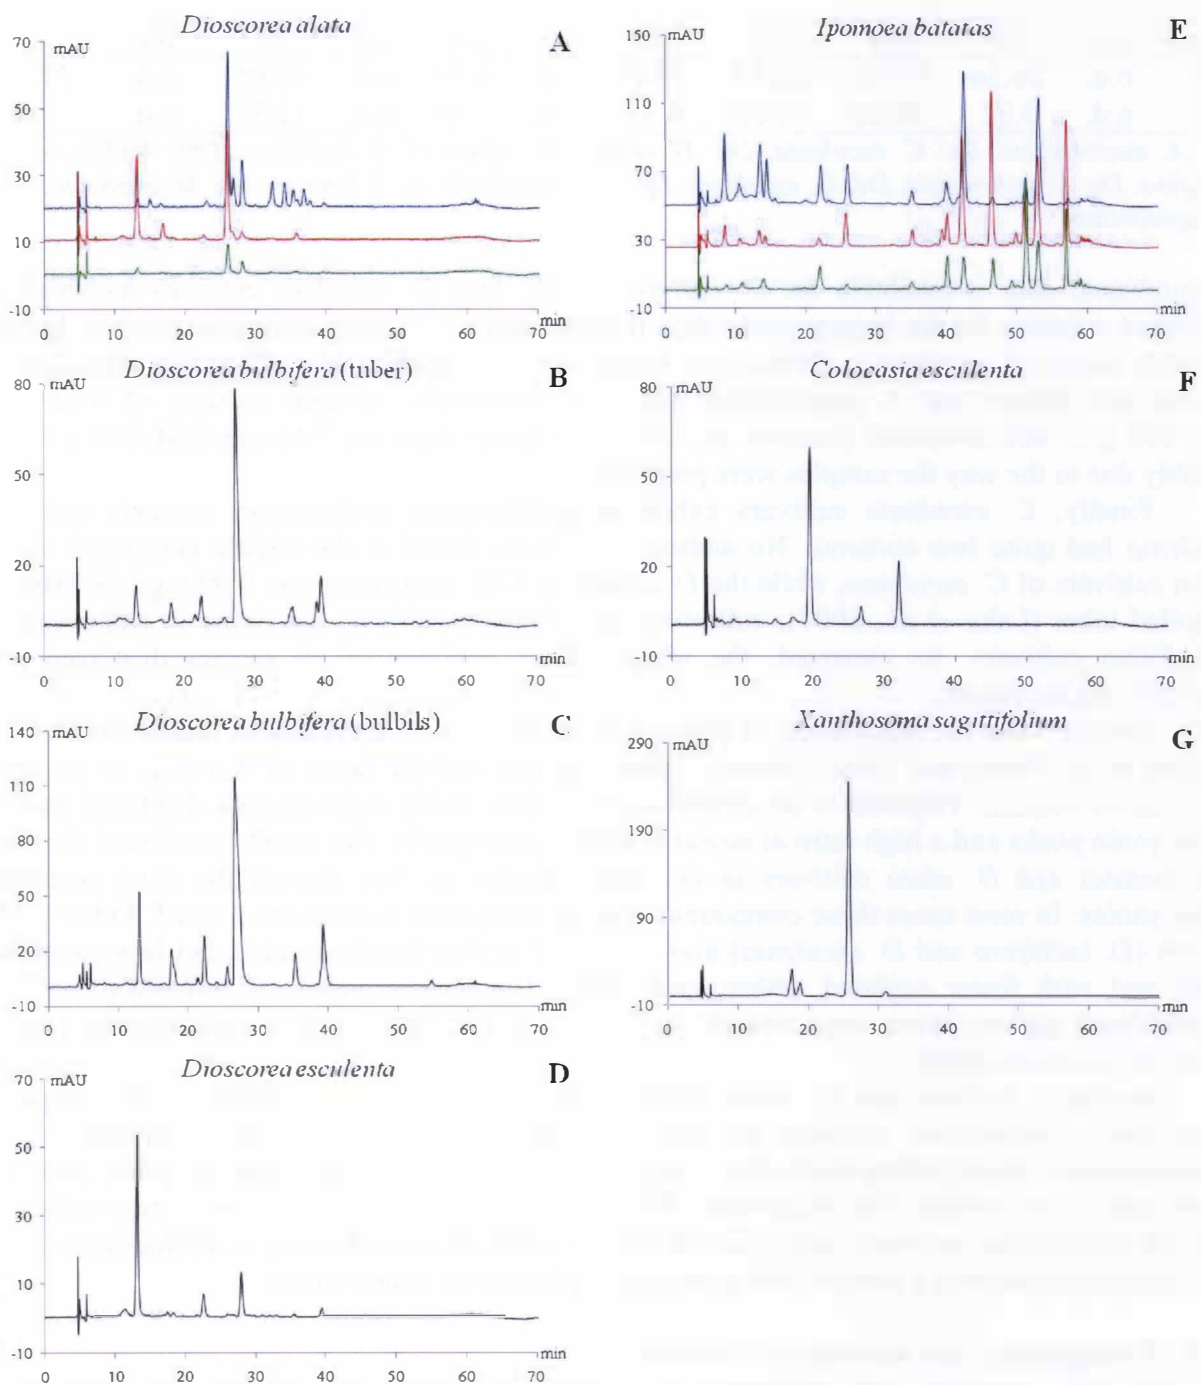 Dioscorea alata
A
70
mAU
50
30
10
-10
0 10 20 30 40 50 60 70
min
Dioscorea bulbifera (tuber)
B
80
mAU
50
20
-10
0 10 20 30 40 50 60 70
min
Dioscorea bulbifera (bulbils)
C
140
mAU
110
80
50
20
-10
0 10 20 30 40 50 60 70
min
Dioscorea esculenta
D
70
mAU
50
30
10
-10
0 10 20 30 40 50 60 70
min
Ipomoea batatas
E
150
mAU
110
70
30
-10
0 10 20 30 40 50 60 70
min
Colocasia esculenta
F
80
mAU
50
20
-10
0 10 20 30 40 50 60 70
min
Xanthosoma sagittifolium
G
290
mAU
190
90
-10
0 10 20 30 40 50 60 70
min